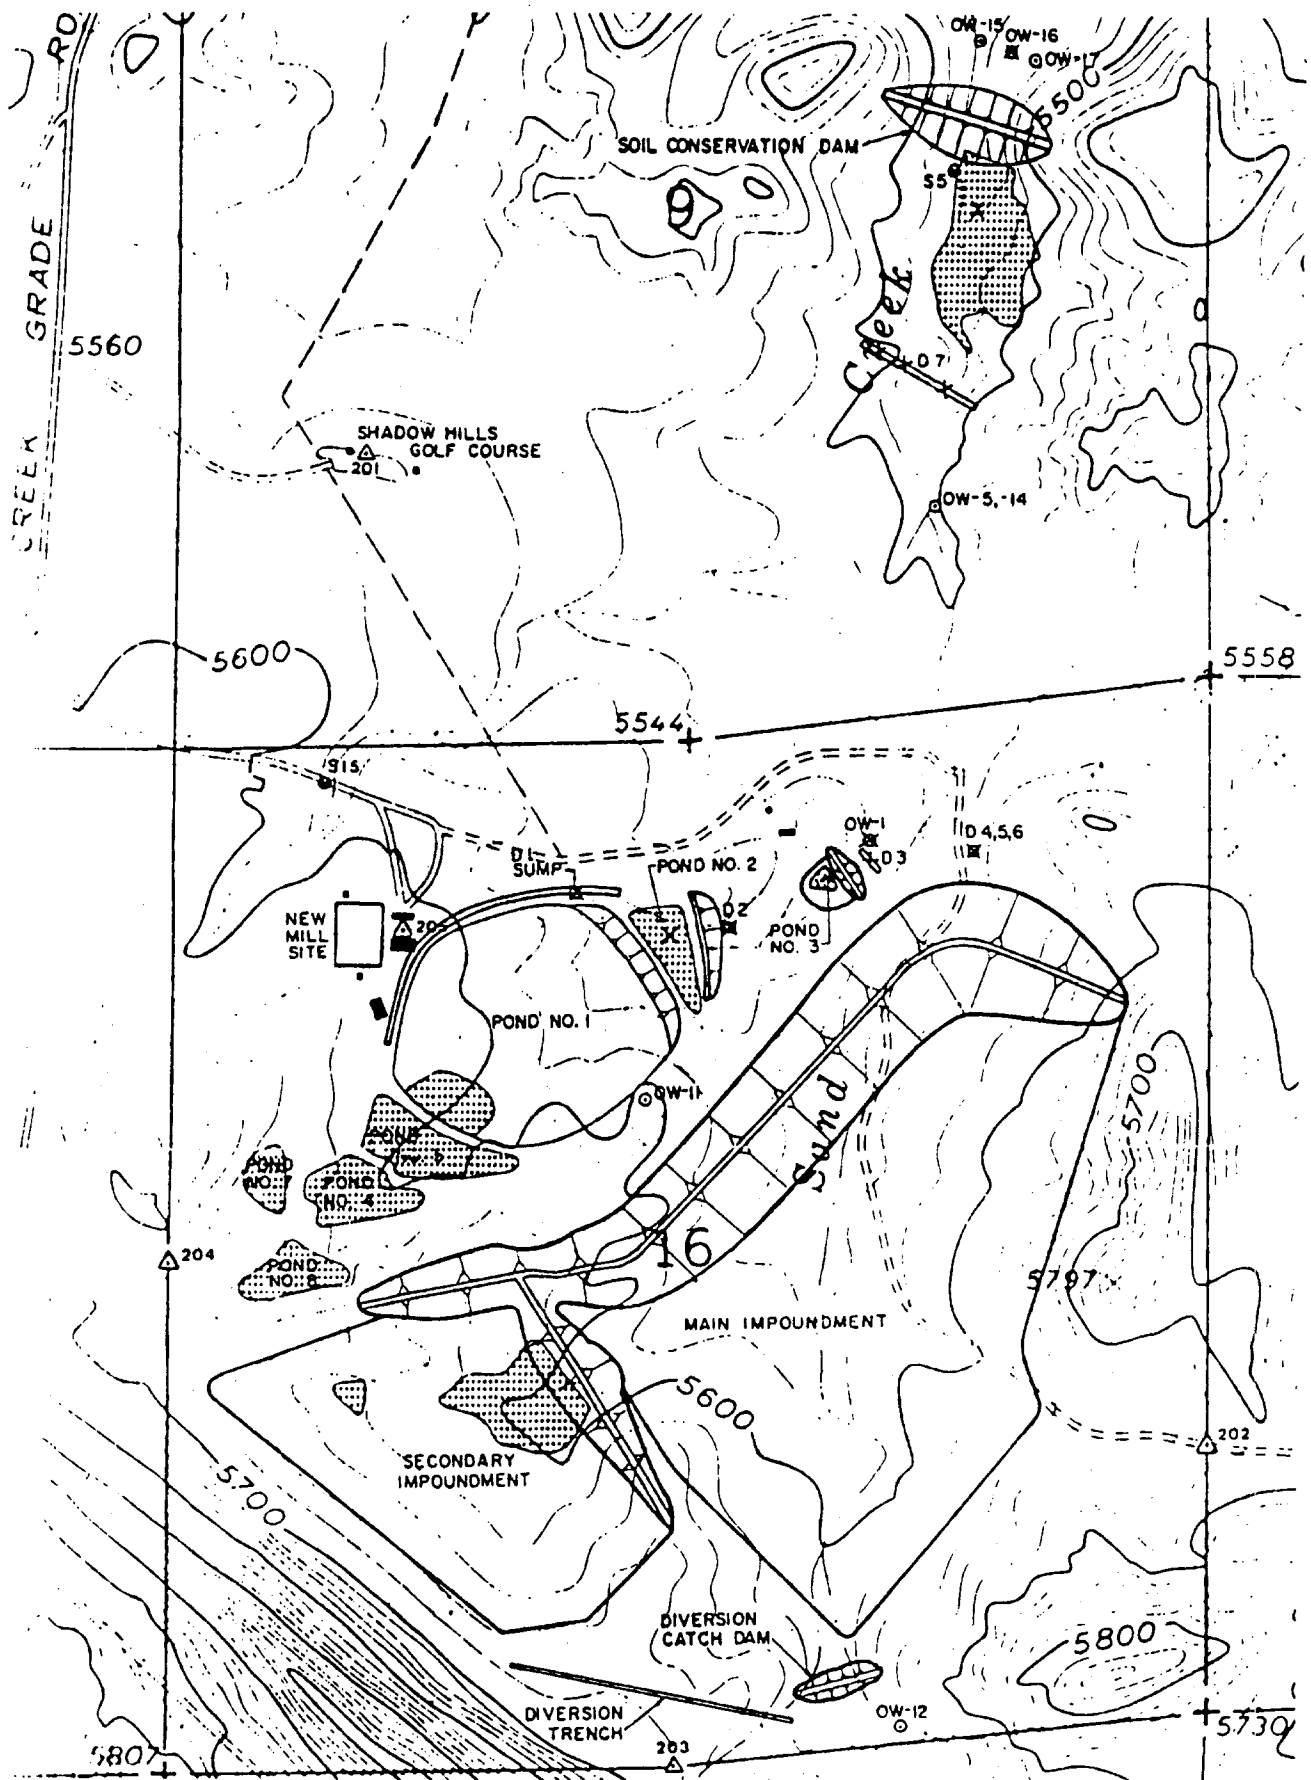 RD
OW-15
OW-16
OW-17
5500
SOIL CONSERVATION DAM
S5
9
GRADE
Creek
5560
D7
SHADOW HILLS
GOLF COURSE
201
CREEK
OW-5,-14
5600
5558
5544
S15
OW-1
D 4,5,6
D1
SUMP
POND NO. 2
D3
NEW
MILL
SITE
D2
POND
NO. 3
POND NO. 1
OW-11
5700
Sand
POND
POND
NO. 7
POND
NO. 4
204
16
POND
NO. 8
5797
MAIN IMPOUNDMENT
5600
202
SECONDARY
IMPOUNDMENT
5700
DIVERSION
CATCH DAM
5800
DIVERSION
TRENCH
OW-12
5730
5807
203